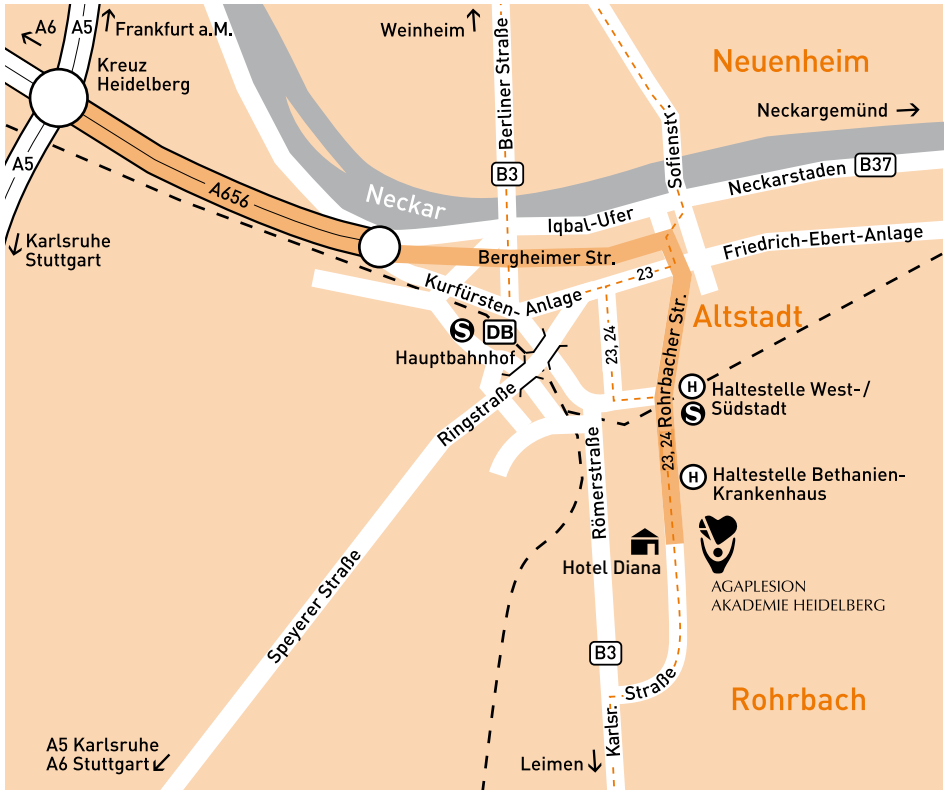 A6
A5
Frankfurt a.M.
Weinheim
Berliner Straße
Neuenheim
Kreuz
Heidelberg
Neckargemünd
Sofienstr.
A5
A656
B3
Neckarstaden
B37
Neckar
Iqbal-Ufer
Karlsruhe
Stuttgart
Bergheimer Str.
Friedrich-Ebert-Anlage
23
Kurfürsten-Anlage
Altstadt
S
DB
Hauptbahnhof
23, 24
23, 24 Rohrbacher Str.
H
Haltestelle West-/
S
Südstadt
Ringstraße
Römerstraße
H
Haltestelle Bethanien-
Krankenhaus
Hotel Diana
AGAPLESION
AKADEMIE HEIDELBERG
Speyerer Straße
B3
Karlsr. Straße
Rohrbach
A5 Karlsruhe
A6 Stuttgart
Leimen